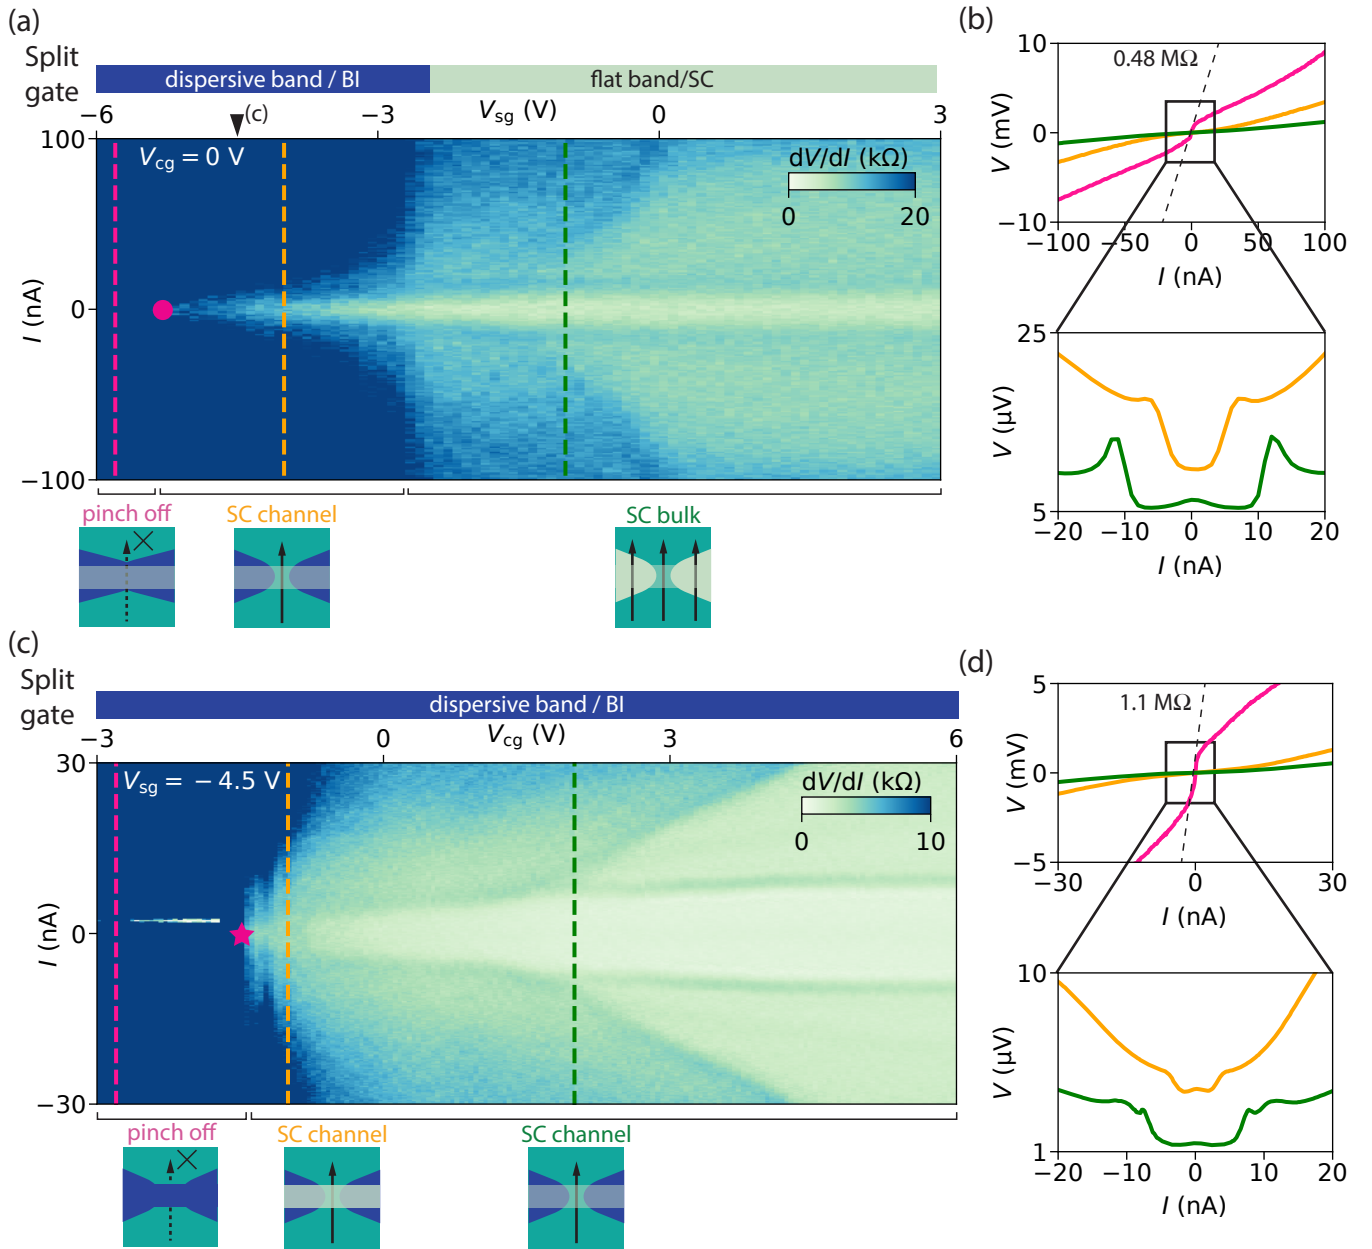 (a)
Split
gate
dispersive band / BI
flat band/SC
−6
(c)
−3
Vsg (V)
0
3
100
0
−100
I (nA)
Vcg = 0 V
dV/dI (kΩ)
0
20
pinch off
SC channel
SC bulk
(b)
10
0
−10
V (mV)
0.48 MΩ
−100
−50
0
50
100
I (nA)
25
5
V (μV)
−20
−10
0
10
20
I (nA)
(c)
Split
gate
dispersive band / BI
−3
0
Vcg (V)
3
6
30
0
−30
I (nA)
Vsg = − 4.5 V
dV/dI (kΩ)
0
10
pinch off
SC channel
SC channel
(d)
5
0
−5
V (mV)
1.1 MΩ
−30
0
30
I (nA)
10
1
V (μV)
−20
−10
0
10
20
I (nA)